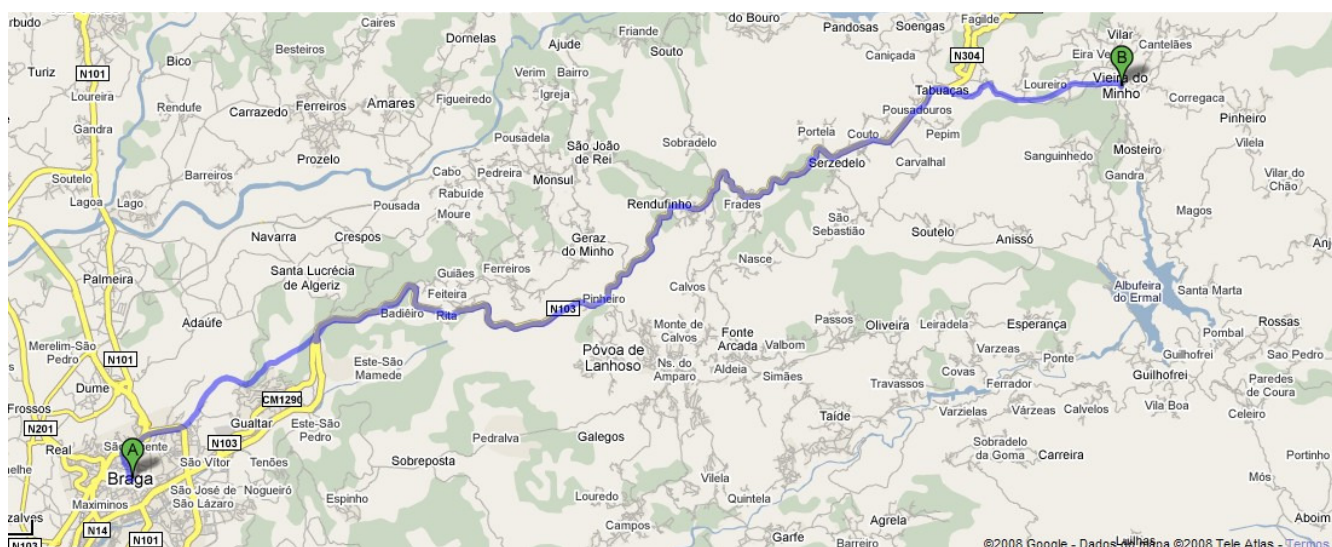 Caires
Friande
do Bouro
Pandosas
Soengas
Fagilde
Vilar
Dornelas
Ajude
Souto
Caniçada
Cantelães
Turiz
N101
Bico
Besteiros
Verim
Bairro
N304
Vieira do
Minho
B
Loureira
Rendufe
Carrazedo
Ferreiros
Amares
Figueiredo
Igreja
Tabuaças
Loureiro
Corregaca
Gandra
Pousadela
Sobradelo
Portela
Couto
Pousadouros
Pepim
Pinheiro
Prozelo
São João
de Rei
Serzedelo
Carvalhal
Sanguinhedo
Mosteiro
Vilela
Soutelo
Barreiros
Cabo
Pedreira
Monsul
Gandra
Vilar do
Chão
Lagoa
Lago
Pousada
Rabuíde
Moure
Rendufinho
Frades
São
Sebastião
Magos
Navarra
Crespos
Geraz
do Minho
Soutelo
Anissó
Palmeira
Santa Lucrécia
de Algeriz
Guiães
Ferreiros
Nasce
Calvos
Albufeira
do Ermal
Santa Marta
Feiteira
Pinheiro
Adaúfe
Badiêiro
Rita
N103
Monte de
Calvos
Fonte
Arcada
Passos
Oliveira
Leiradela
Esperança
Pombal
Rossas
Merelim-São
Pedro
N101
Este-São
Mamede
Póvoa de
Lanhoso
Valbom
Varzeas
Ponte
Guilhofrei
Sao Pedro
Dume
Ns. do
Amparo
Aldeia
Simães
Travassos
Covas
Ferrador
Guilhofrei
Paredes
de Coura
Frossos
CM1290
N201
Gualtar
Este-São
Pedro
Taíde
Varzielas
Várzeas
Calvelos
Vila Boa
Celeiro
Real
A
N103
Pedralva
Galegos
Sobradelo
da Goma
Carreira
Portinho
Braga
São Vítor
Tenões
Sobreposta
Maximinos
São José de
São Lázaro
Nogueiró
Espinho
Louredo
Vilela
Quintela
Mós
N14
N101
Campos
Garfe
Agrela
Barreiro
Aboim
N103
©2008 Google - Dados do mapa ©2008 Tele Atlas - Termos